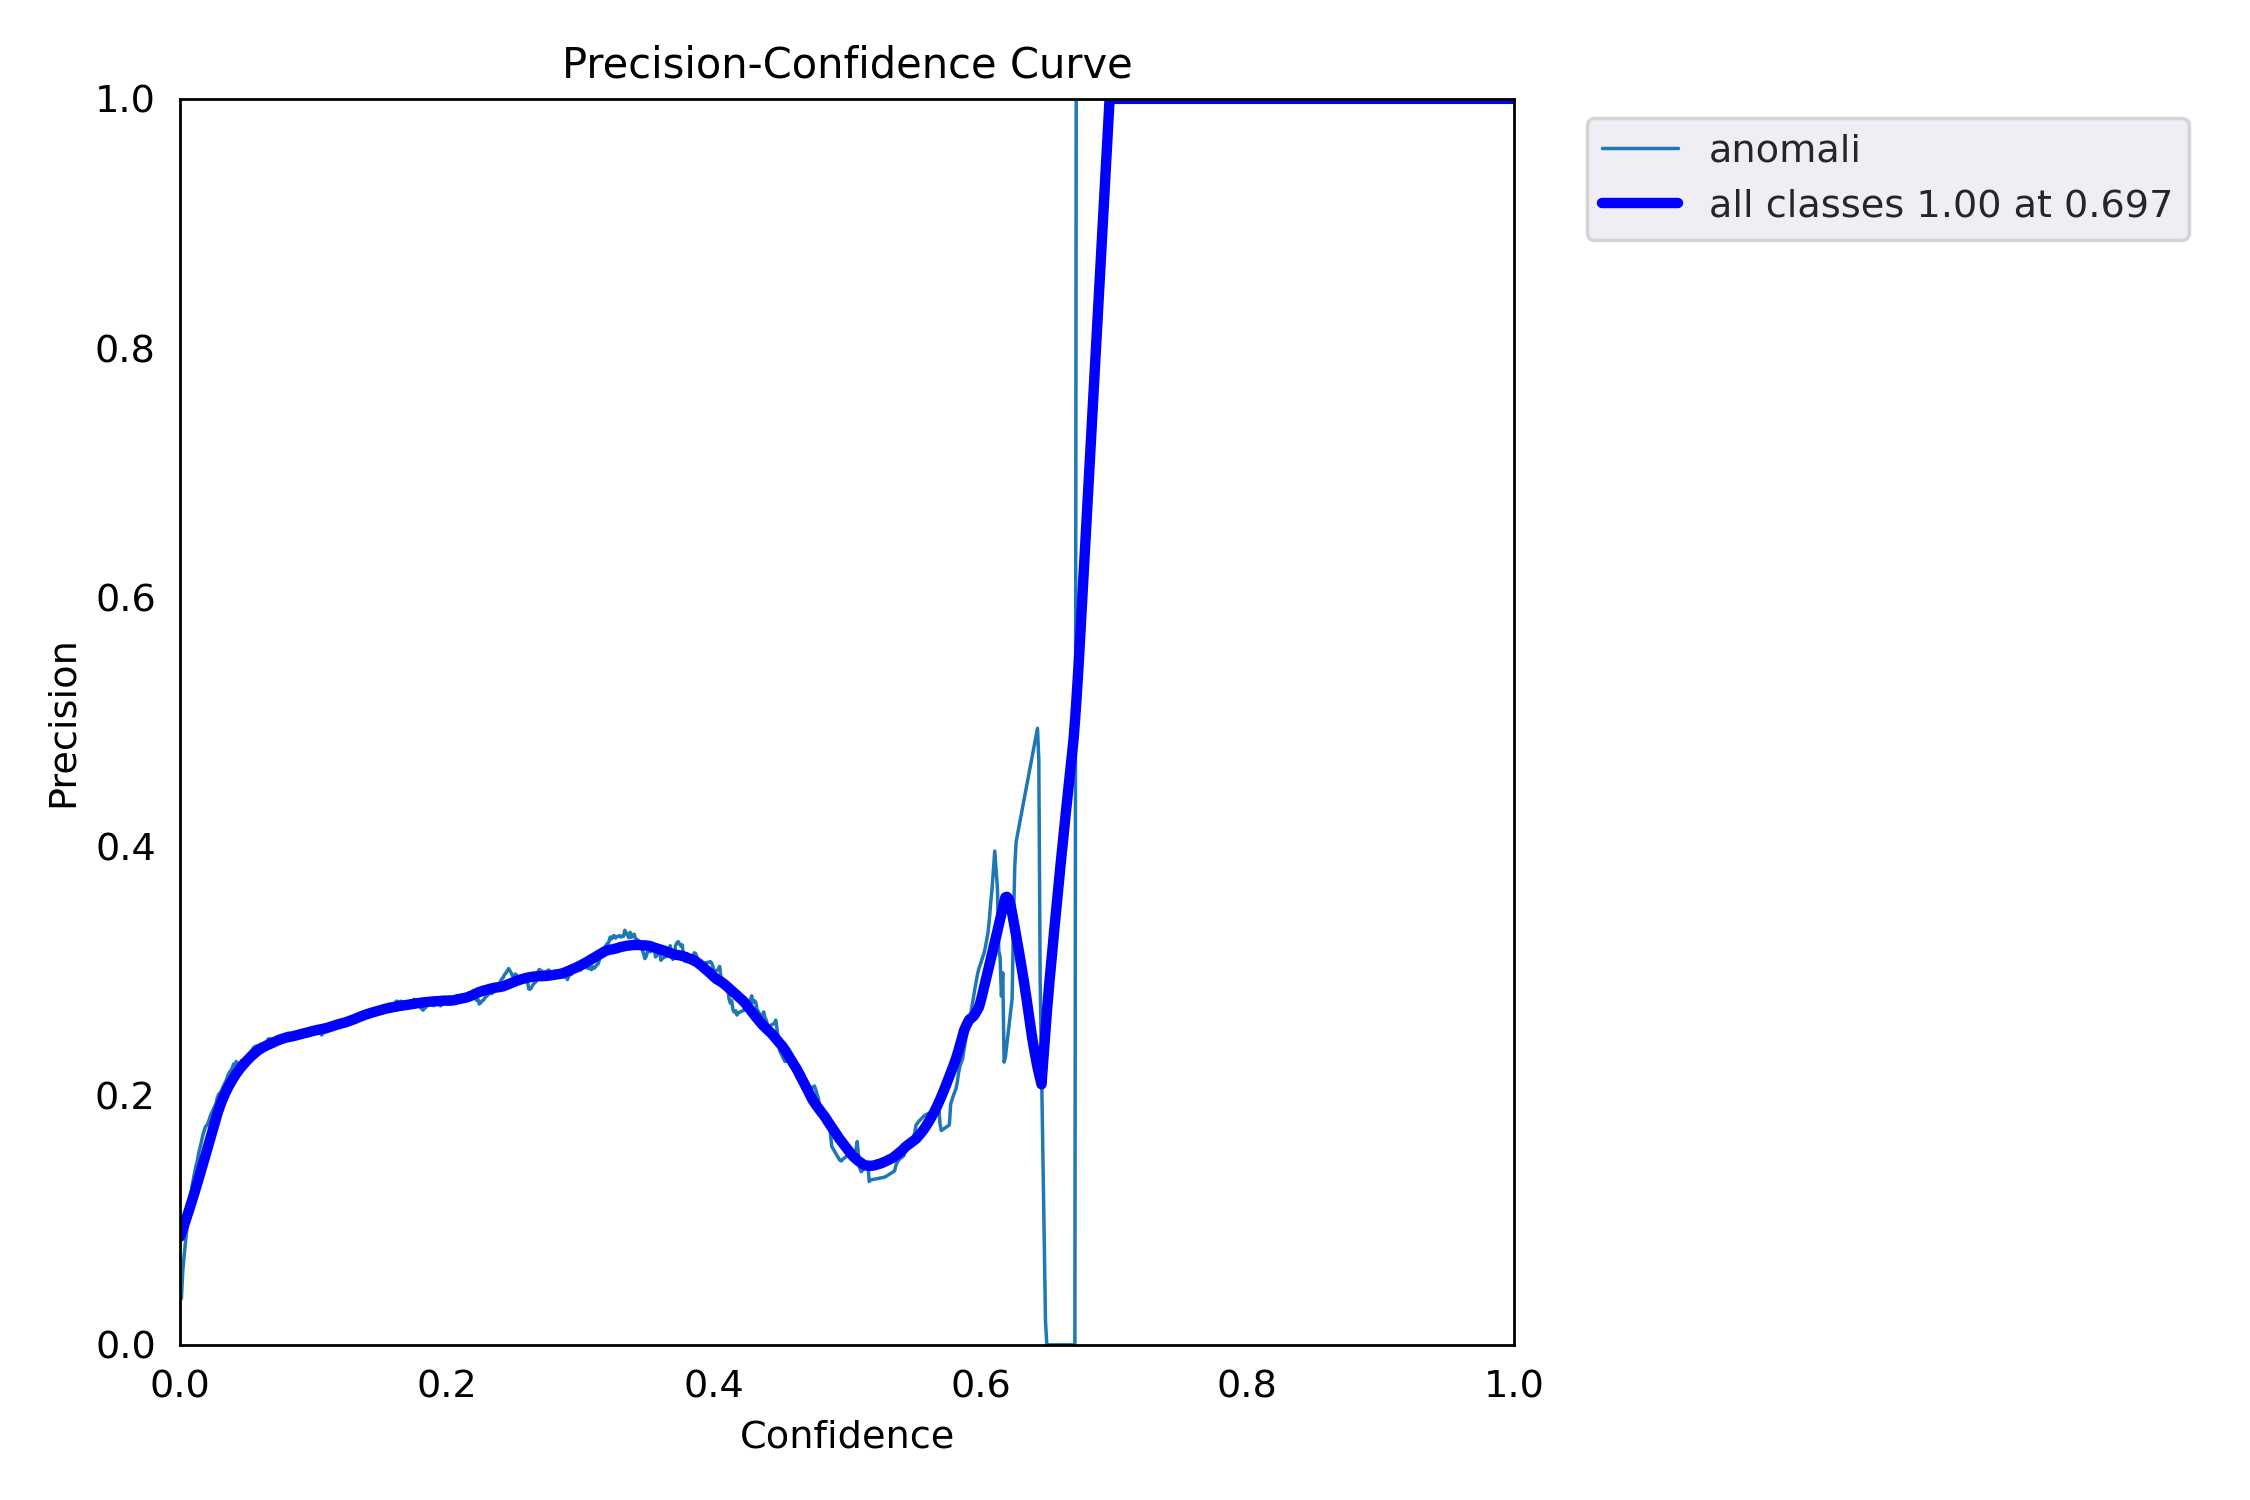 Precision-Confidence Curve
1.0
0.8
0.6
0.4
0.2
0.0
Precision
0.0 0.2 0.4 0.6 0.8 1.0
Confidence
anomali
all classes 1.00 at 0.697